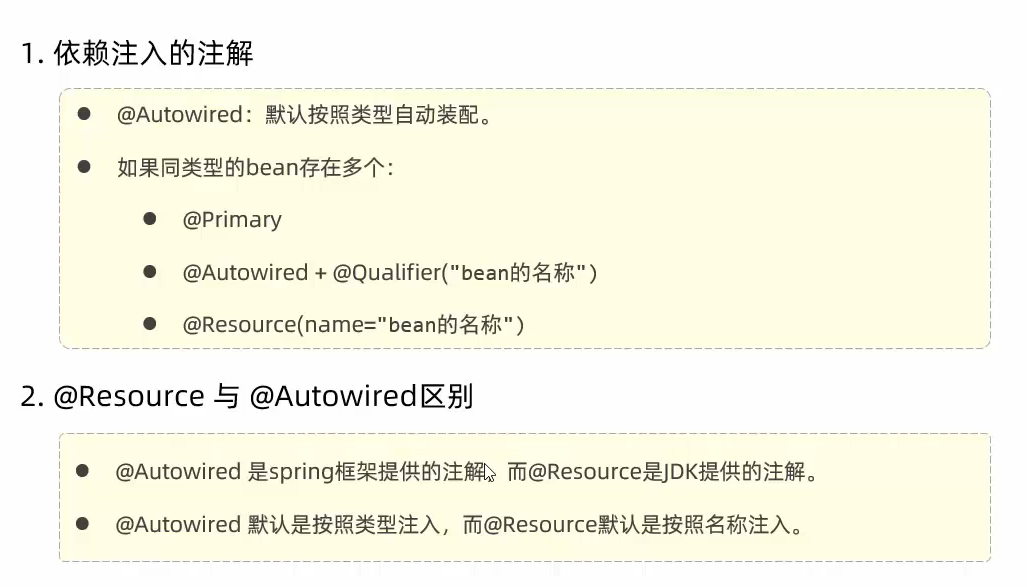 1. 依赖注入的注解
@Autowired：默认按照类型自动装配。
如果同类型的bean存在多个：
@Primary
@Autowired + @Qualifier("bean的名称")
@Resource(name="bean的名称")
2. @Resource 与 @Autowired区别
@Autowired 是spring框架提供的注解，而@Resource是JDK提供的注解。
@Autowired 默认是按照类型注入，而@Resource默认是按照名称注入。